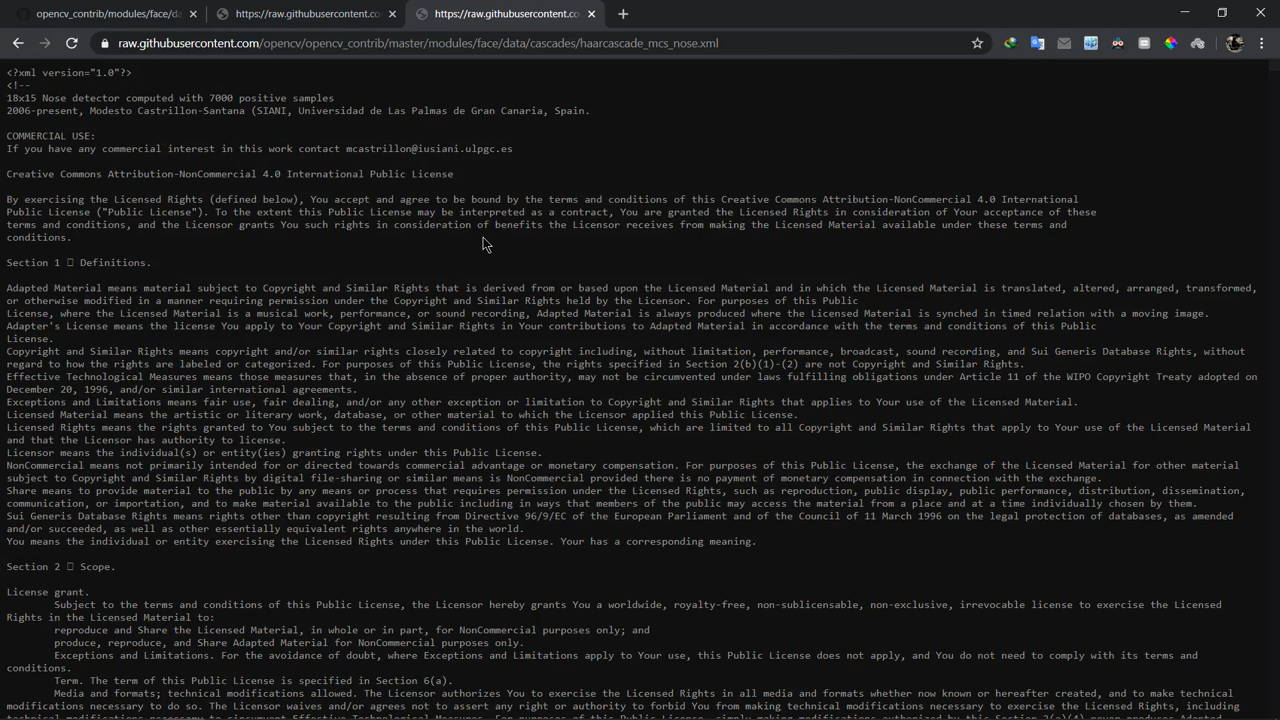 opencv_contrib/modules/face/da
https://raw.githubusercontent.co
https://raw.githubusercontent.co
raw.githubusercontent.com/opencv/opencv_contrib/master/modules/face/data/cascades/haarcascade_mcs_nose.xml
<?xml version="1.0"?>
<!--
18x15 Nose detector computed with 7000 positive samples
2006-present, Modesto Castrillon-Santana (SIANI, Universidad de Las Palmas de Gran Canaria, Spain.
COMMERCIAL USE:
If you have any commercial interest in this work contact mcastrillon@iusiani.ulpgc.es
Creative Commons Attribution-NonCommercial 4.0 International Public License
By exercising the Licensed Rights (defined below), You accept and agree to be bound by the terms and conditions of this Creative Commons Attribution-NonCommercial 4.0 International
Public License ("Public License"). To the extent this Public License may be interpreted as a contract, You are granted the Licensed Rights in consideration of Your acceptance of these
terms and conditions, and the Licensor grants You such rights in consideration of benefits the Licensor receives from making the Licensed Material available under these terms and
conditions.
Section 1 Definitions.
Adapted Material means material subject to Copyright and Similar Rights that is derived from or based upon the Licensed Material and in which the Licensed Material is translated, altered, arranged, transformed,
or otherwise modified in a manner requiring permission under the Copyright and Similar Rights held by the Licensor. For purposes of this Public
License, where the Licensed Material is a musical work, performance, or sound recording, Adapted Material is always produced where the Licensed Material is synched in timed relation with a moving image.
Adapter's License means the license You apply to Your Copyright and Similar Rights in Your contributions to Adapted Material in accordance with the terms and conditions of this Public
License.
Copyright and Similar Rights means copyright and/or similar rights closely related to copyright including, without limitation, performance, broadcast, sound recording, and Sui Generis Database Rights, without
regard to how the rights are labeled or categorized. For purposes of this Public License, the rights specified in Section 2(b)(1)-(2) are not Copyright and Similar Rights.
Effective Technological Measures means those measures that, in the absence of proper authority, may not be circumvented under laws fulfilling obligations under Article 11 of the WIPO Copyright Treaty adopted on
December 20, 1996, and/or similar international agreements.
Exceptions and Limitations means fair use, fair dealing, and/or any other exception or limitation to Copyright and Similar Rights that applies to Your use of the Licensed Material.
Licensed Material means the artistic or literary work, database, or other material to which the Licensor applied this Public License.
Licensed Rights means the rights granted to You subject to the terms and conditions of this Public License, which are limited to all Copyright and Similar Rights that apply to Your use of the Licensed Material
and that the Licensor has authority to license.
Licensor means the individual(s) or entity(ies) granting rights under this Public License.
NonCommercial means not primarily intended for or directed towards commercial advantage or monetary compensation. For purposes of this Public License, the exchange of the Licensed Material for other material
subject to Copyright and Similar Rights by digital file-sharing or similar means is NonCommercial provided there is no payment of monetary compensation in connection with the exchange.
Share means to provide material to the public by any means or process that requires permission under the Licensed Rights, such as reproduction, public display, public performance, distribution, dissemination,
communication, or importation, and to make material available to the public including in ways that members of the public may access the material from a place and at a time individually chosen by them.
Sui Generis Database Rights means rights other than copyright resulting from Directive 96/9/EC of the European Parliament and of the Council of 11 March 1996 on the legal protection of databases, as amended
and/or succeeded, as well as other essentially equivalent rights anywhere in the world.
You means the individual or entity exercising the Licensed Rights under this Public License. Your has a corresponding meaning.
Section 2 Scope.
License grant.
Subject to the terms and conditions of this Public License, the Licensor hereby grants You a worldwide, royalty-free, non-sublicensable, non-exclusive, irrevocable license to exercise the Licensed
Rights in the Licensed Material to:
reproduce and Share the Licensed Material, in whole or in part, for NonCommercial purposes only; and
produce, reproduce, and Share Adapted Material for NonCommercial purposes only.
Exceptions and Limitations. For the avoidance of doubt, where Exceptions and Limitations apply to Your use, this Public License does not apply, and You do not need to comply with its terms and
conditions.
Term. The term of this Public License is specified in Section 6(a).
Media and formats; technical modifications allowed. The Licensor authorizes You to exercise the Licensed Rights in all media and formats whether now known or hereafter created, and to make technical
modifications necessary to do so. The Licensor waives and/or agrees not to assert any right or authority to forbid You from making technical modifications necessary to exercise the Licensed Rights, including